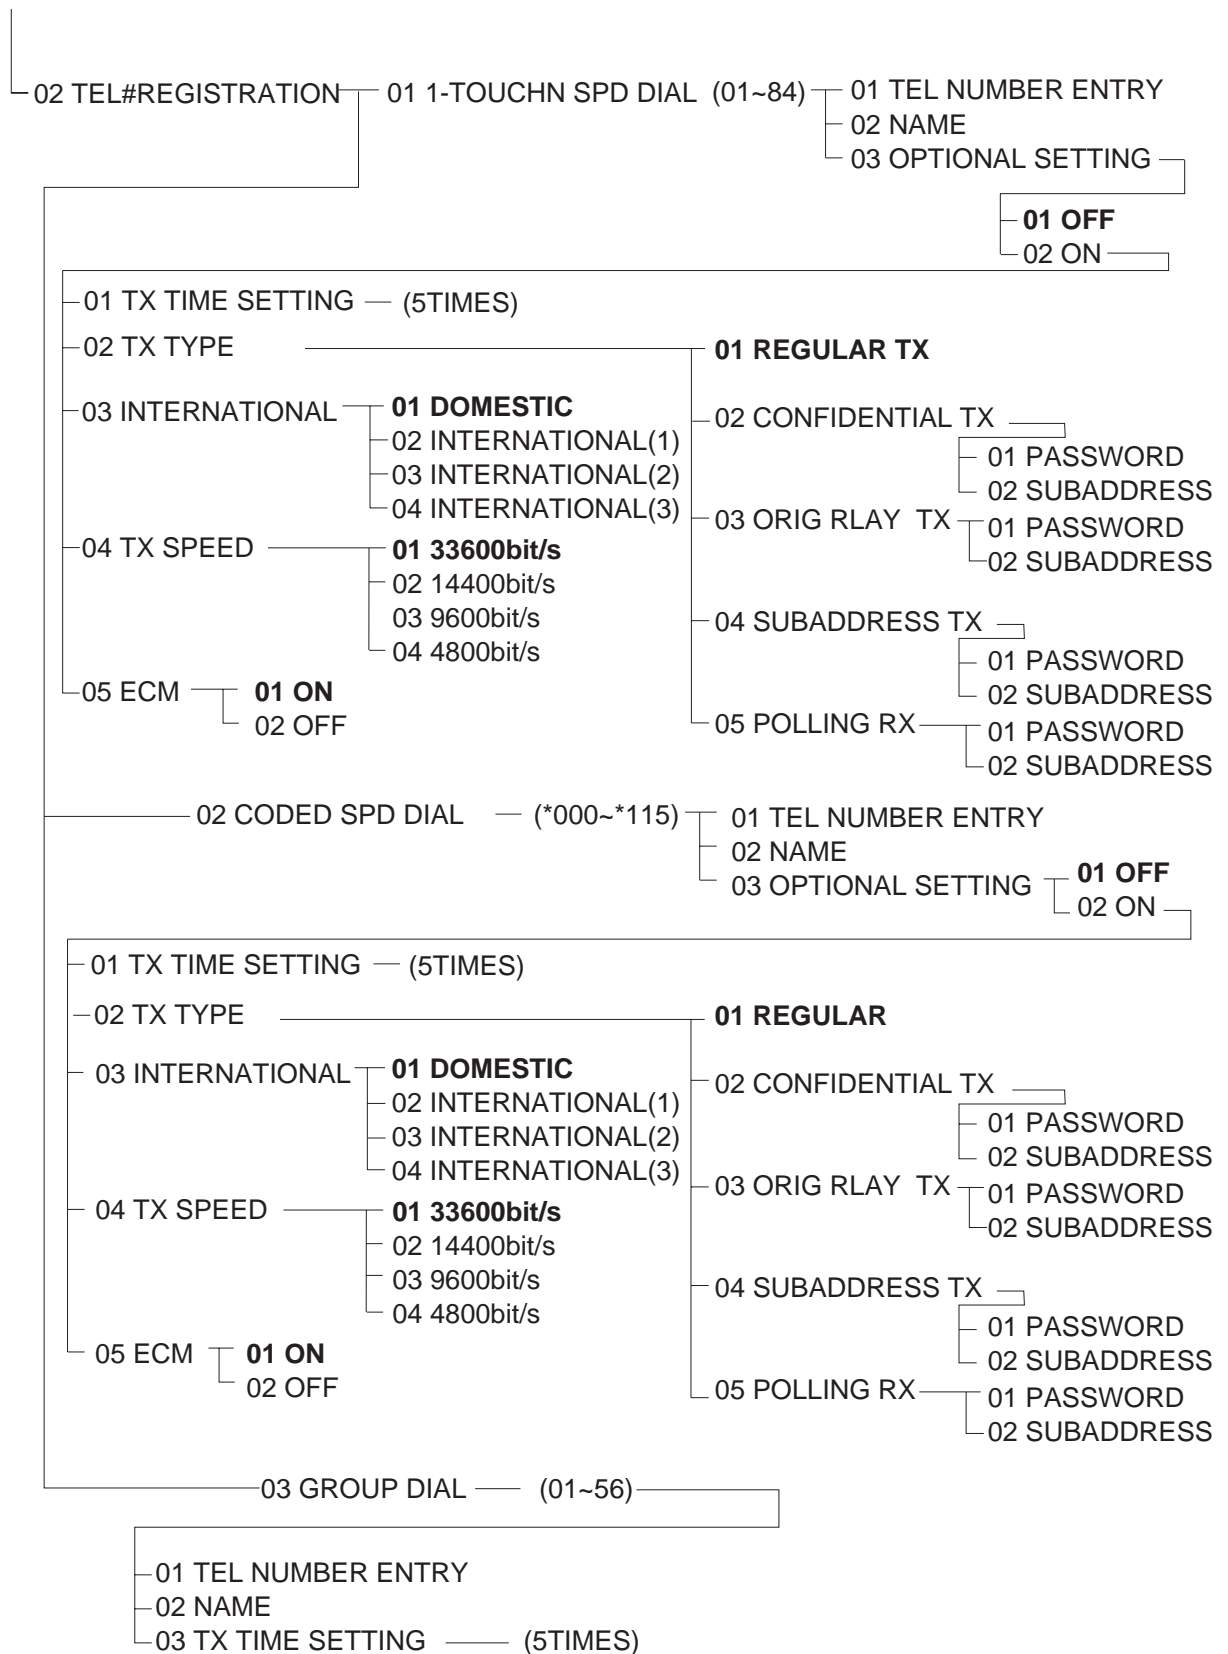 02 TEL#REGISTRATION 01 1-TOUCHN SPD DIAL (01~84) 01 TEL NUMBER ENTRY
02 NAME
03 OPTIONAL SETTING
01 OFF
02 ON
01 TX TIME SETTING (5TIMES)
02 TX TYPE 01 REGULAR TX
03 INTERNATIONAL 01 DOMESTIC
02 INTERNATIONAL(1)
03 INTERNATIONAL(2)
04 INTERNATIONAL(3)
02 CONFIDENTIAL TX
01 PASSWORD
02 SUBADDRESS
03 ORIG RLAY TX 01 PASSWORD
02 SUBADDRESS
04 TX SPEED 01 33600bit/s
02 14400bit/s
03 9600bit/s
04 4800bit/s
04 SUBADDRESS TX
01 PASSWORD
02 SUBADDRESS
05 ECM 01 ON
02 OFF
05 POLLING RX 01 PASSWORD
02 SUBADDRESS
02 CODED SPD DIAL (*000~*115) 01 TEL NUMBER ENTRY
02 NAME
03 OPTIONAL SETTING 01 OFF
02 ON
01 TX TIME SETTING (5TIMES)
02 TX TYPE 01 REGULAR
03 INTERNATIONAL 01 DOMESTIC
02 INTERNATIONAL(1)
03 INTERNATIONAL(2)
04 INTERNATIONAL(3)
02 CONFIDENTIAL TX
01 PASSWORD
02 SUBADDRESS
03 ORIG RLAY TX 01 PASSWORD
02 SUBADDRESS
04 TX SPEED 01 33600bit/s
02 14400bit/s
03 9600bit/s
04 4800bit/s
04 SUBADDRESS TX
01 PASSWORD
02 SUBADDRESS
05 ECM 01 ON
02 OFF
05 POLLING RX 01 PASSWORD
02 SUBADDRESS
03 GROUP DIAL (01~56)
01 TEL NUMBER ENTRY
02 NAME
03 TX TIME SETTING (5TIMES)